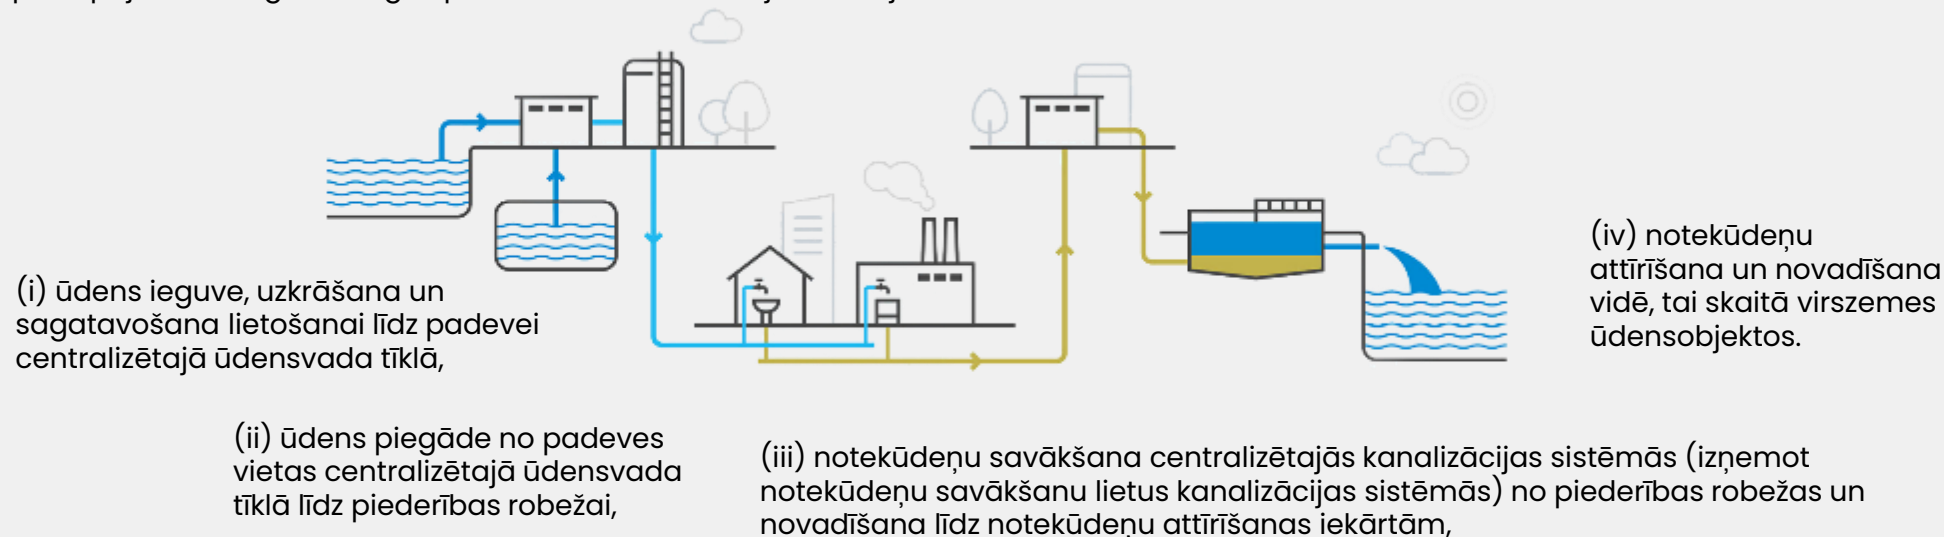 (i) ūdens ieguve, uzkrāšana un
sagatavošana lietošanai līdz padevei
centralizētajā ūdensvada tīklā,
(ii) ūdens piegāde no padeves
vietas centralizētajā ūdensvada
tīklā līdz piederības robežai,
(iii) notekūdeņu savākšana centralizētajās kanalizācijas sistēmās (izņemot
notekūdeņu savākšanu lietus kanalizācijas sistēmās) no piederības robežas un
novadīšana līdz notekūdeņu attīrīšanas iekārtām,
(iv) notekūdeņu
attīrīšana un novadīšana
vidē, tai skaitā virszemes
ūdensobjektos.